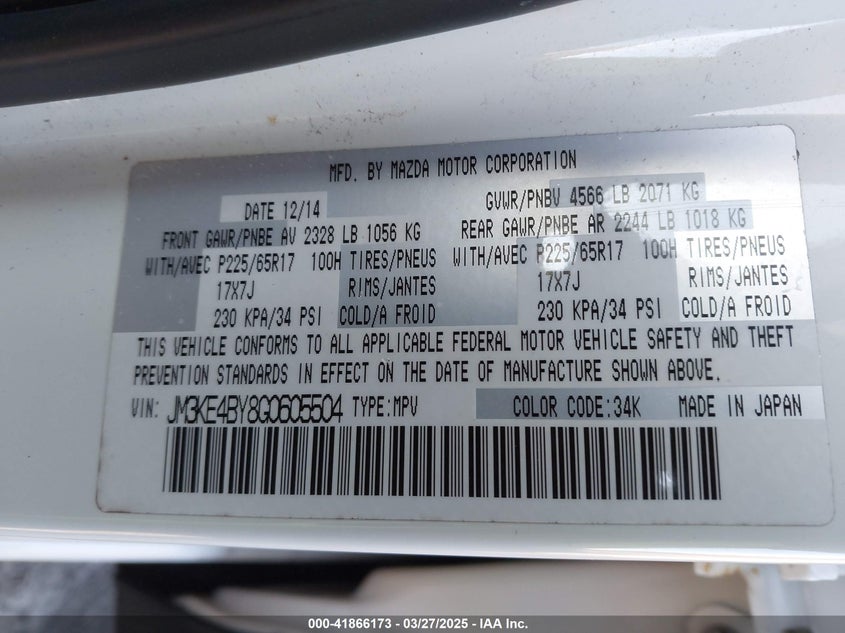 MFD. BY MAZDA MOTOR CORPORATION
DATE 12/14 GVWR/PNBV 4566 LB 2071 KG
FRONT GAWR/PNBE AV 2328 LB 1056 KG REAR GAWR/PNBE AR 2244 LB 1018 KG
WITH/AVEC P225/65R17 100H TIRES/PNEUS WITH/AVEC P225/65R17 100H TIRES/PNEUS
17X7J RIMS/JANTES 17X7J RIMS/JANTES
230 KPA/34 PSI COLD/A FROID 230 KPA/34 PSI COLD/A FROID
THIS VEHICLE CONFORMS TO ALL APPLICABLE FEDERAL MOTOR VEHICLE SAFETY AND THEFT
PREVENTION STANDARDS IN EFFECT ON THE DATE OF MANUFACTURE SHOWN ABOVE.
VIN: JM3KE4BY8G0605504 TYPE:MPV COLOR CODE:34K MADE IN JAPAN
000-41866173 - 03/27/2025 - IAA Inc.